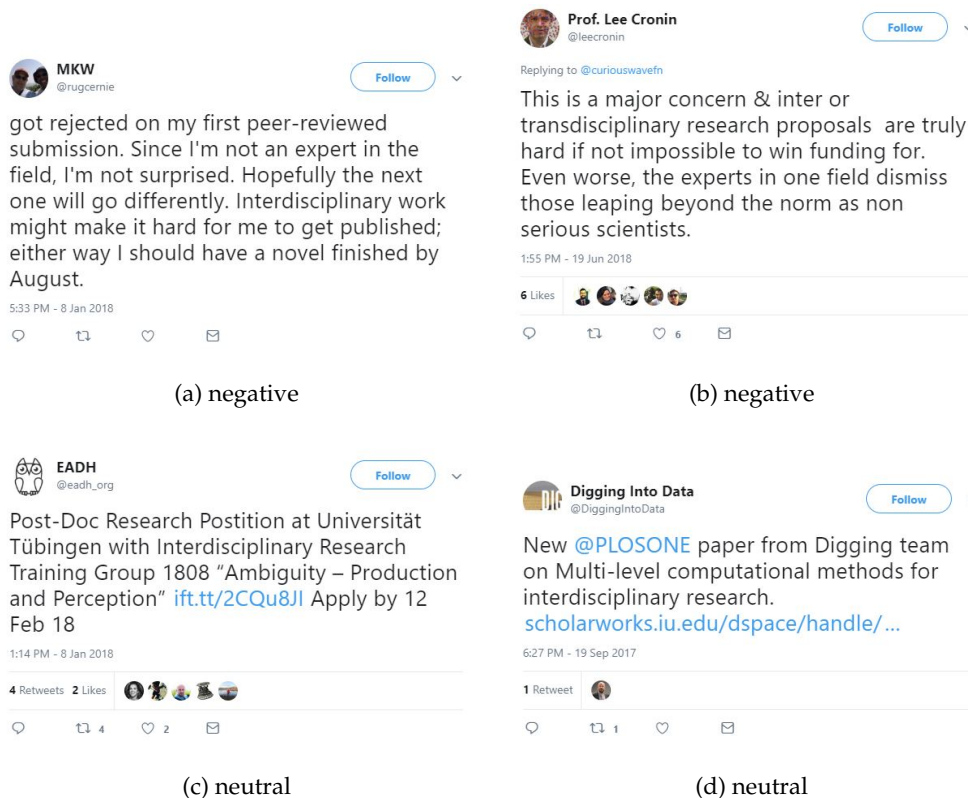 MKW
@rugcernie
Follow
got rejected on my first peer-reviewed
submission. Since I'm not an expert in the
field, I'm not surprised. Hopefully the next
one will go differently. Interdisciplinary work
might make it hard for me to get published;
either way I should have a novel finished by
August.
5:33 PM - 8 Jan 2018
(a) negative
Prof. Lee Cronin
@leecronin
Follow
Replying to @curiouswavefn
This is a major concern & inter or
transdisciplinary research proposals are truly
hard if not impossible to win funding for.
Even worse, the experts in one field dismiss
those leaping beyond the norm as non
serious scientists.
1:55 PM - 19 Jun 2018
6 Likes
6
(b) negative
EADH
@eadh_org
Follow
Post-Doc Research Postition at Universität
Tübingen with Interdisciplinary Research
Training Group 1808 “Ambiguity – Production
and Perception” ift.tt/2CQu8JI Apply by 12
Feb 18
1:14 PM - 8 Jan 2018
4 Retweets 2 Likes
4 2
(c) neutral
DIG
Digging Into Data
@DiggingIntoData
Follow
New @PLOSONE paper from Digging team
on Multi-level computational methods for
interdisciplinary research.
scholarworks.iu.edu/dspace/handle/...
6:27 PM - 19 Sep 2017
1 Retweet
1
(d) neutral